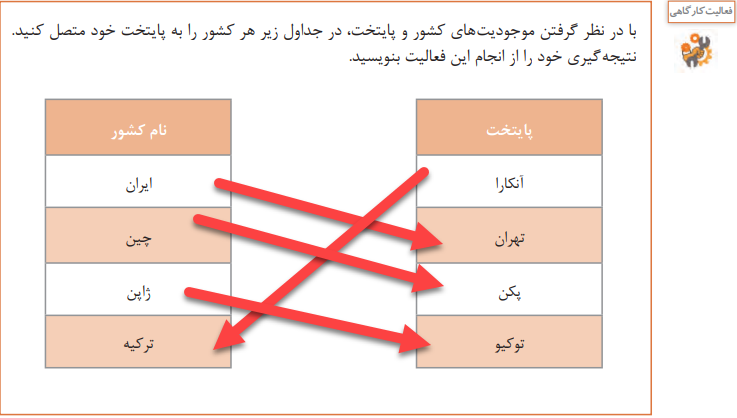 فعالیت کارگاهی
با در نظر گرفتن موجودیت‌های کشور و پایتخت، در جداول زیر هر کشور را به پایتخت خود متصل کنید.
نتیجه‌گیری خود را از انجام این فعالیت بنویسید.
پایتخت
نام کشور
آنکارا
ایران
تهران
چین
پکن
ژاپن
توکیو
ترکیه